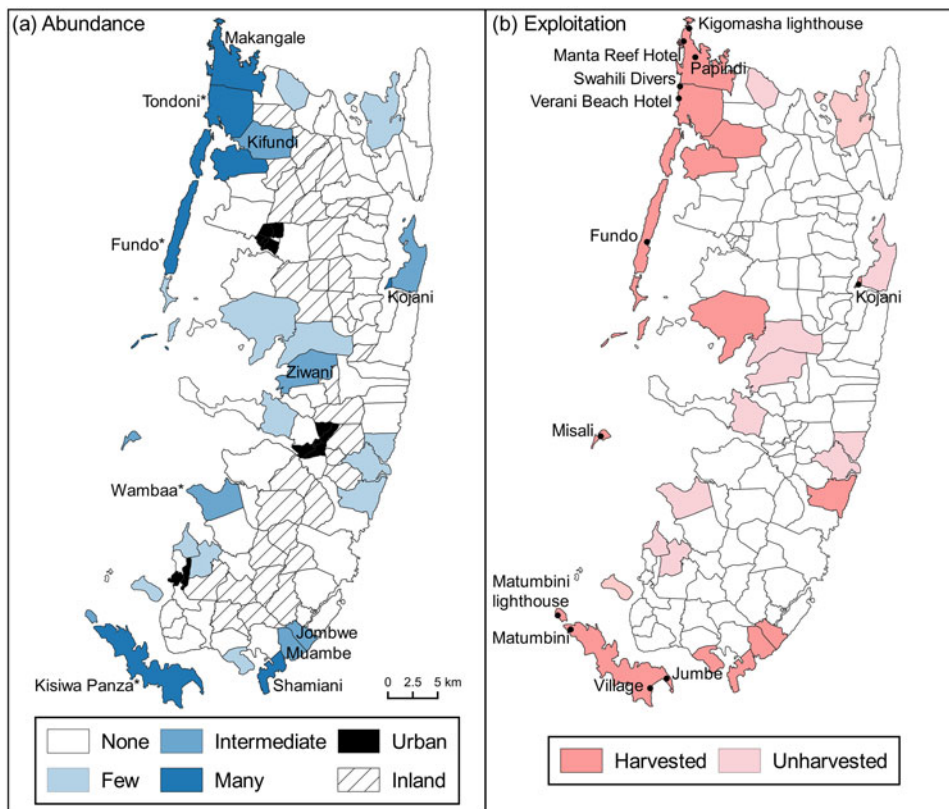 (a) Abundance
Makangale
Tondoni*
Kifundi
Fundo*
Kojani
Ziwani
Wambaa*
Jombwe
Muambe
Kisiwa Panza*
Shamiani
0 2.5 5 km
None
Intermediate
Urban
Few
Many
Inland
(b) Exploitation
Kigomasha lighthouse
Manta Reef Hotel
Papindi
Swahili Divers
Verani Beach Hotel
Fundo
Kojani
Misali
Matumbini
lighthouse
Matumbini
Jumbe
Village
Harvested
Unharvested